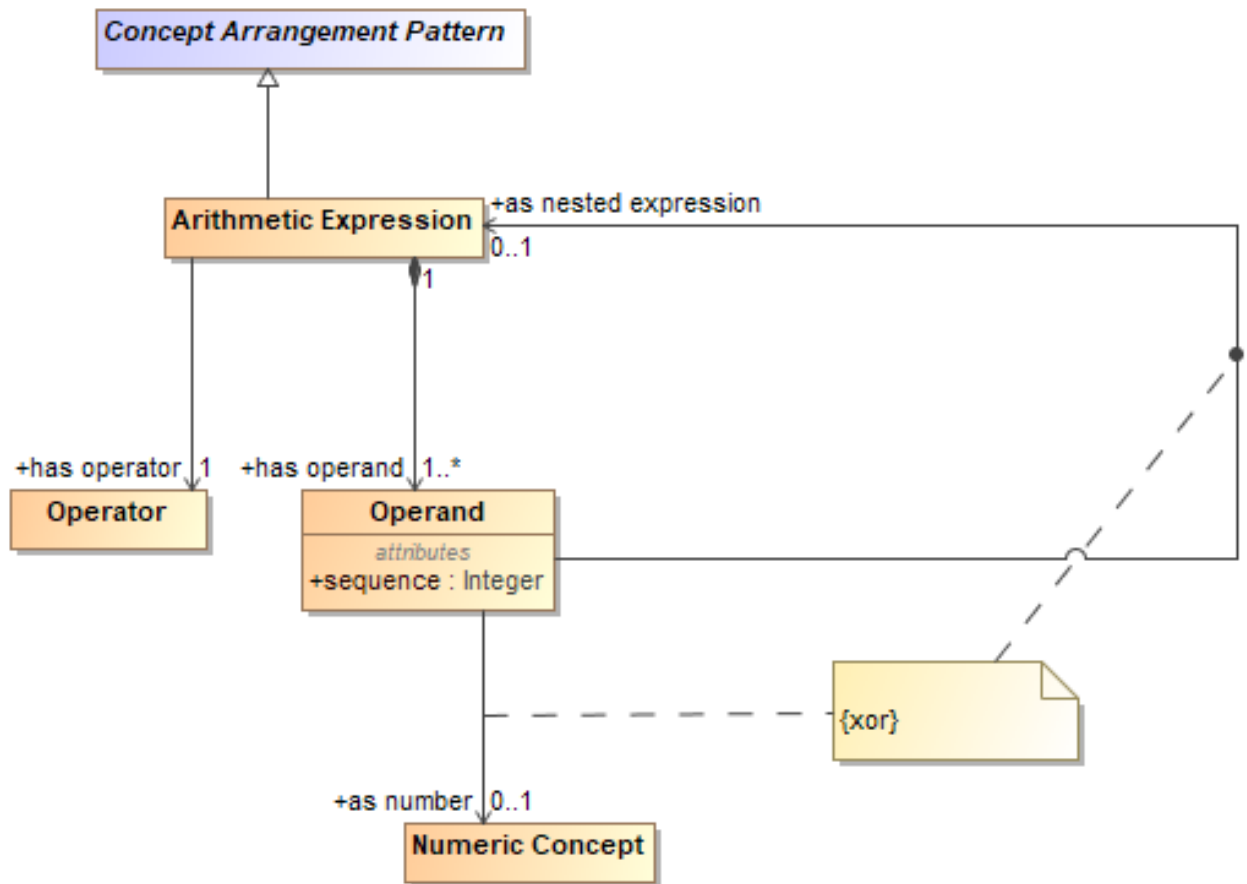 Concept Arrangement Pattern
+as nested expression
Arithmetic Expression
0..1
1
+has operator 1
+has operand 1..*
Operator
Operand
attributes
+sequence : Integer
{xor}
+as number 0..1
Numeric Concept